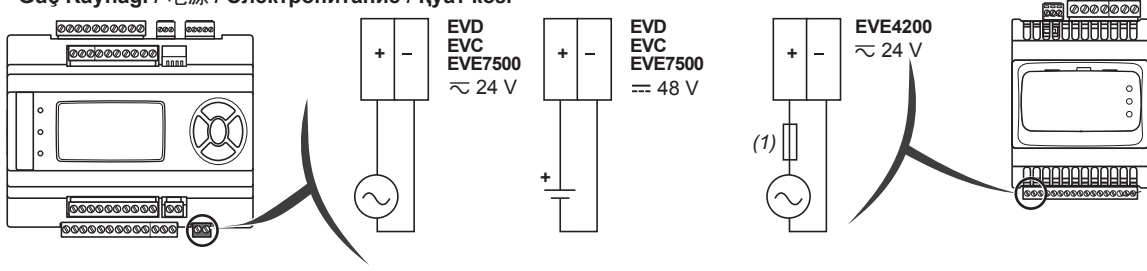 Güç Kaynağı / 电源 / Электропитание / Қуат көзі
EVD
EVC
EVE7500
⏦ 24 V
+ –
EVD
EVC
EVE7500
⎓ 48 V
+ –
+
EVE4200
⏦ 24 V
+ –
(1)